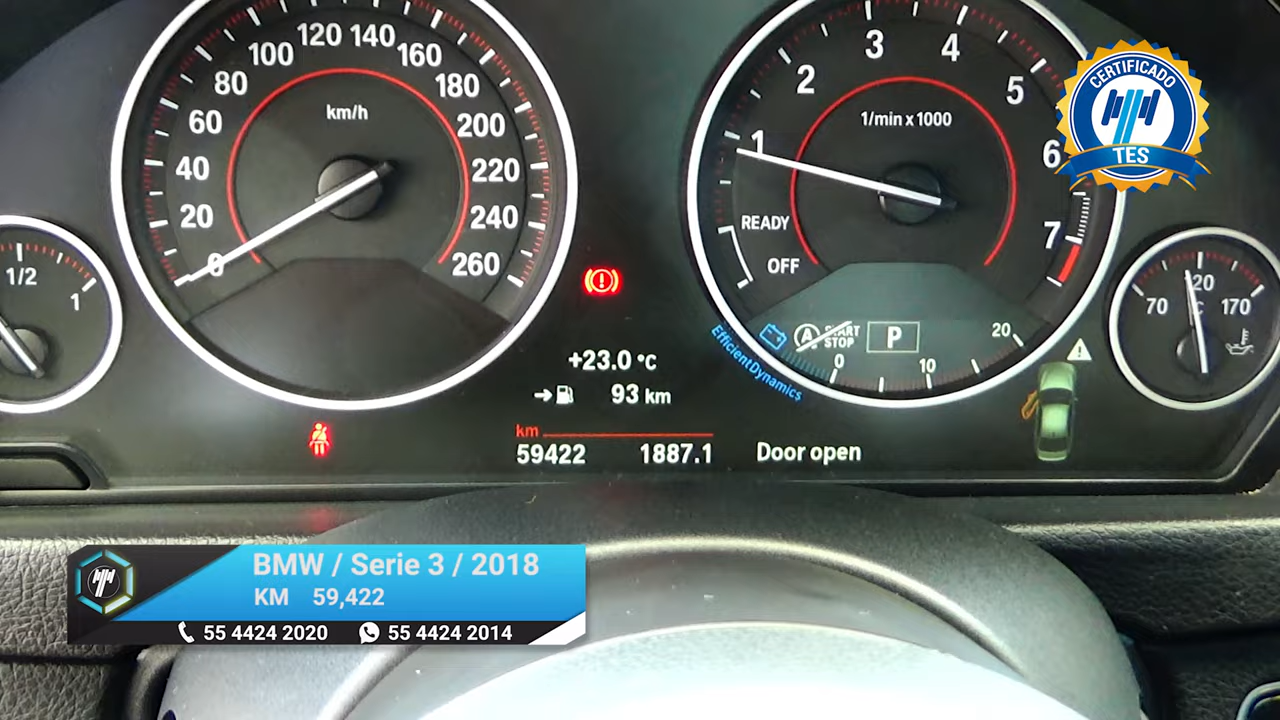 1/2
1
0
20
40
60
80
100
120
140
160
180
200
220
240
260
km/h
+23.0 °C
93 km
km
59422 1887.1
1
2
3
4
5
6
7
1/min x 1000
READY
OFF
A START STOP
P
0
10
20
EfficientDynamics
Door open
70
120
170
°C
CERTIFICADO
TES
BMW / Serie 3 / 2018
KM 59,422
55 4424 2020 55 4424 2014